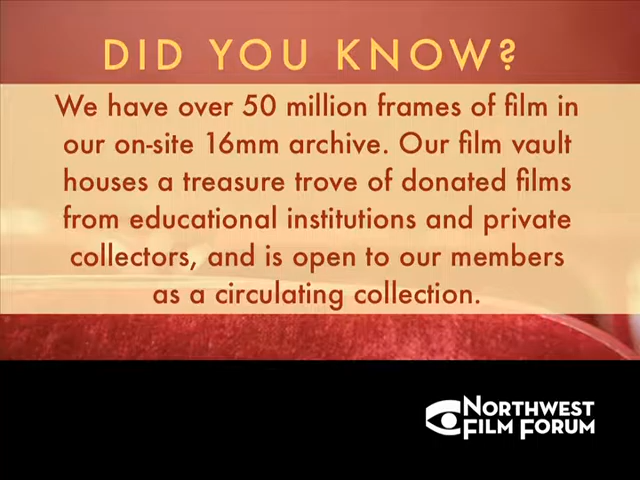 DID YOU KNOW?
We have over 50 million frames of film in
our on-site 16mm archive. Our film vault
houses a treasure trove of donated films
from educational institutions and private
collectors, and is open to our members
as a circulating collection.
NORTHWEST
FILM FORUM